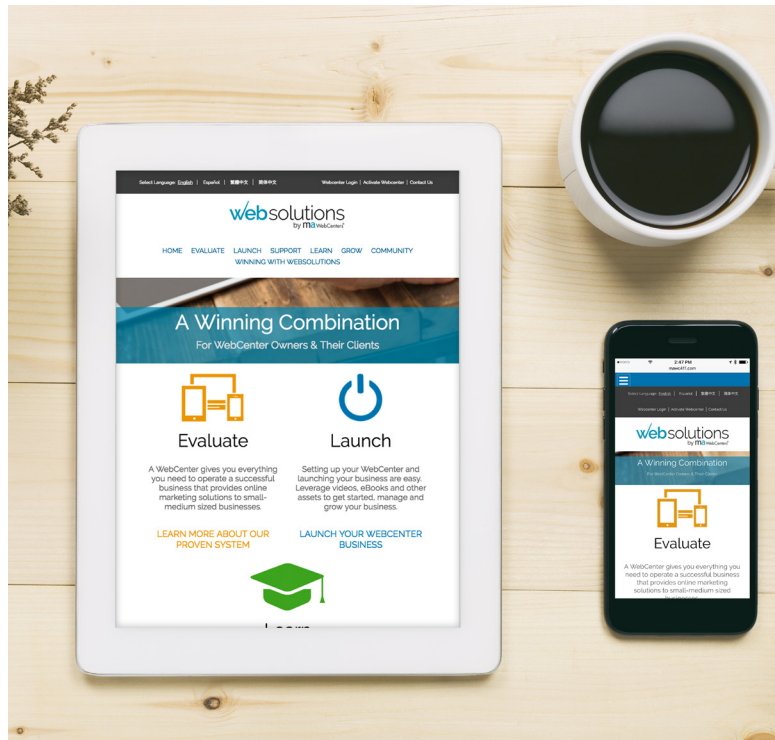 Select Language: English | Español | 繁體中文 | 简体中文
Webcenter Login | Activate Webcenter | Contact Us
websolutions
by ma WebCenters
HOME EVALUATE LAUNCH SUPPORT LEARN GROW COMMUNITY
WINNING WITH WEBSOLUTIONS
A Winning Combination
For WebCenter Owners & Their Clients
Evaluate
A WebCenter gives you everything
you need to operate a successful
business that provides online
marketing solutions to small-
medium sized businesses.
LEARN MORE ABOUT OUR
PROVEN SYSTEM
Launch
Setting up your WebCenter and
launching your business are easy.
Leverage videos, eBooks and other
assets to get started, manage and
grow your business.
LAUNCH YOUR WEBCENTER
BUSINESS
Learn
2:47 PM
mawc411.com
Select Language: English | Español | 繁體中文 | 简体中文
Webcenter Login | Activate Webcenter | Contact Us
websolutions
by ma WebCenters
A Winning Combination
For WebCenter Owners & Their Clients
Evaluate
A WebCenter gives you everything you
need to operate a successful business
that provides online marketing
solutions to small-medium sized
businesses.